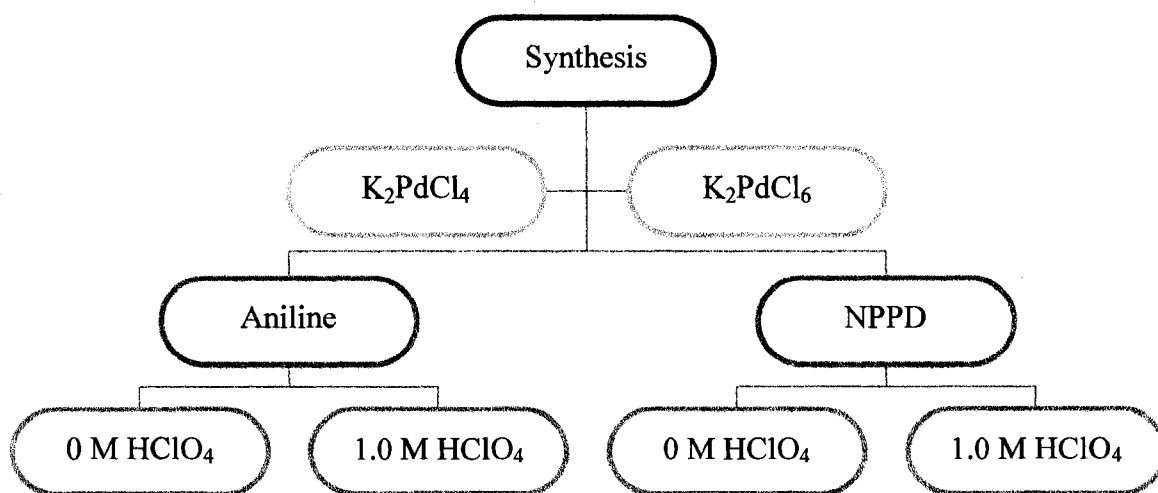 Synthesis
K₂PdCl₄
K₂PdCl₆
Aniline
NPPD
0 M HClO₄
1.0 M HClO₄
0 M HClO₄
1.0 M HClO₄